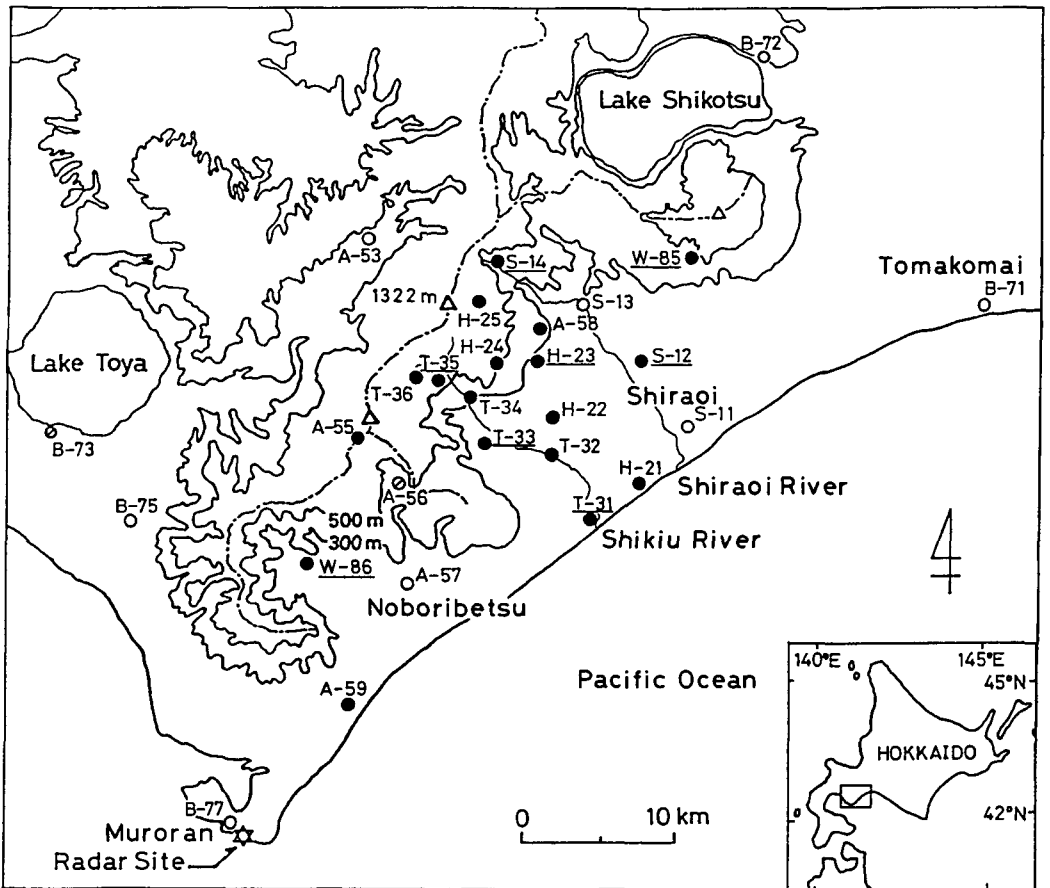 B-72
Lake Shikotsu
A-53
S-14
W-85
Tomakomai
B-71
1322 m
H-25
S-13
A-58
Lake Toya
H-24
T-35
H-23
S-12
T-36
T-34
Shiraoi
S-11
H-22
A-55
T-33
T-32
B-73
A-56
H-21
Shiraoi River
B-75
500 m
300 m
T-31
Shikiu River
W-86
A-57
Noboribetsu
Pacific Ocean
A-59
140°E
145°E
45°N
HOKKAIDO
42°N
B-77
Muroran
Radar Site
0
10 km